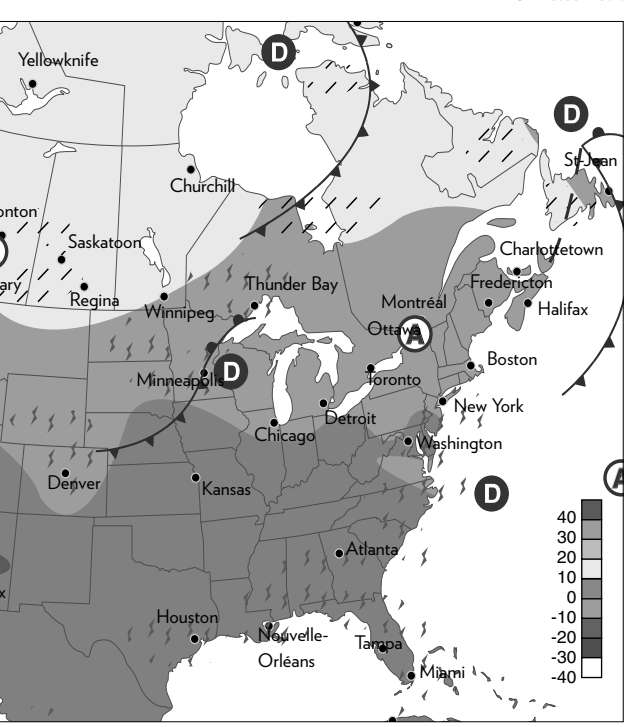 D
Yellowknife
D
St-Jean
Churchill
onton
Saskatoon
Charlottetown
ary
Regina
Thunder Bay
Fredericton
Winnipeg
Montréal
Halifax
Ottawa
A
Boston
Minneapolis
D
Toronto
New York
Detroit
Chicago
Washington
Denver
Kansas
D
A
40
30
20
10
0
-10
-20
-30
-40
Atlanta
x
Houston
Nouvelle-
Orléans
Tampa
Miami